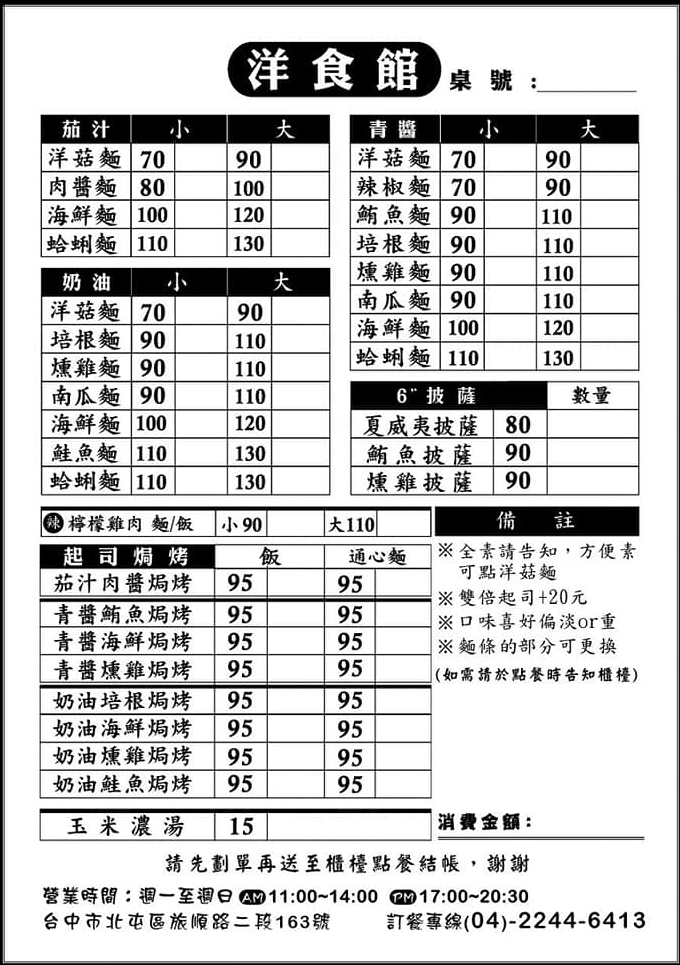 洋食館 桌號:
茄汁 小 大
洋菇麵 70 90
肉醬麵 80 100
海鮮麵 100 120
蛤蜊麵 110 130
奶油 小 大
洋菇麵 70 90
培根麵 90 110
燻雞麵 90 110
南瓜麵 90 110
海鮮麵 100 120
鮭魚麵 110 130
蛤蜊麵 110 130
青醬 小 大
洋菇麵 70 90
辣椒麵 70 90
鮪魚麵 90 110
培根麵 90 110
燻雞麵 90 110
南瓜麵 90 110
海鮮麵 100 120
蛤蜊麵 110 130
6"披薩 數量
夏威夷披薩 80
鮪魚披薩 90
燻雞披薩 90
辣 檸檬雞肉 麵/飯 小90 大110
起司焗烤 飯 通心麵
茄汁肉醬焗烤 95 95
青醬鮪魚焗烤 95 95
青醬海鮮焗烤 95 95
青醬燻雞焗烤 95 95
奶油培根焗烤 95 95
奶油海鮮焗烤 95 95
奶油燻雞焗烤 95 95
奶油鮭魚焗烤 95 95
玉米濃湯 15
備註
※全素請告知，方便素
可點洋菇麵
※雙倍起司+20元
※口味喜好偏淡or重
※麵條的部分可更換
(如需請於點餐時告知櫃檯)
消費金額:
請先劃單再送至櫃檯點餐結帳，謝謝
營業時間：週一至週日 AM 11:00~14:00 PM 17:00~20:30
台中市北屯區旅順路二段163號 訂餐專線(04)-2244-6413